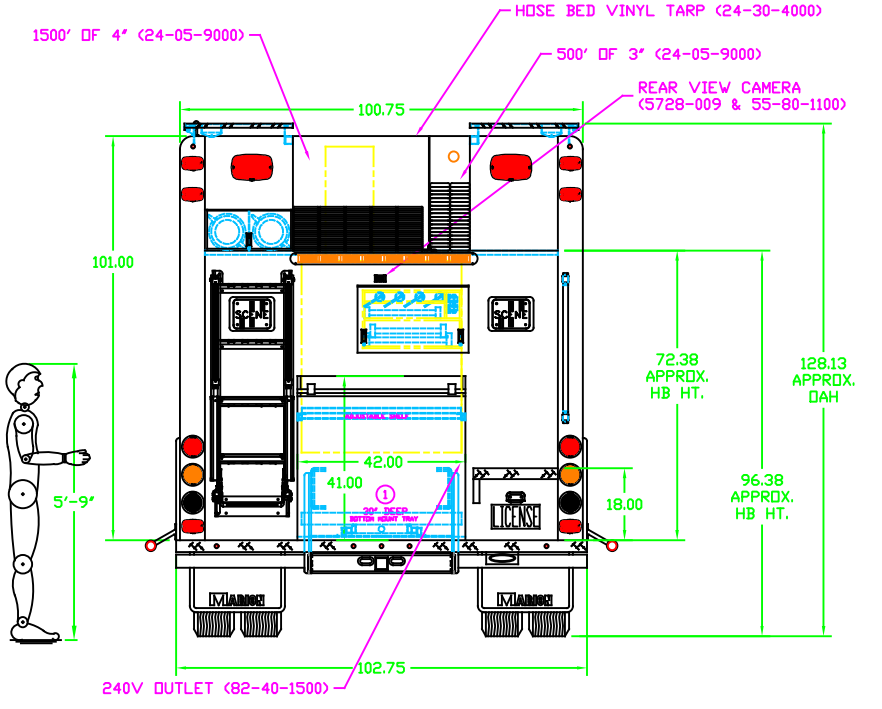 HOSE BED VINYL TARP (24-30-4000)
1500' OF 4" (24-05-9000)
500' OF 3" (24-05-9000)
REAR VIEW CAMERA
(5728-009 & 55-80-1100)
100.75
101.00
SCENE
SCENE
72.38
APPROX.
HB HT.
128.13
APPROX.
OAH
ADJUSTABLE SHELF
42.00
41.00
1
30" DEEP
BOTTOM MOUNT TRAY
96.38
APPROX.
HB HT.
18.00
5'-9"
LICENSE
MARION
MARION
102.75
240V OUTLET (82-40-1500)